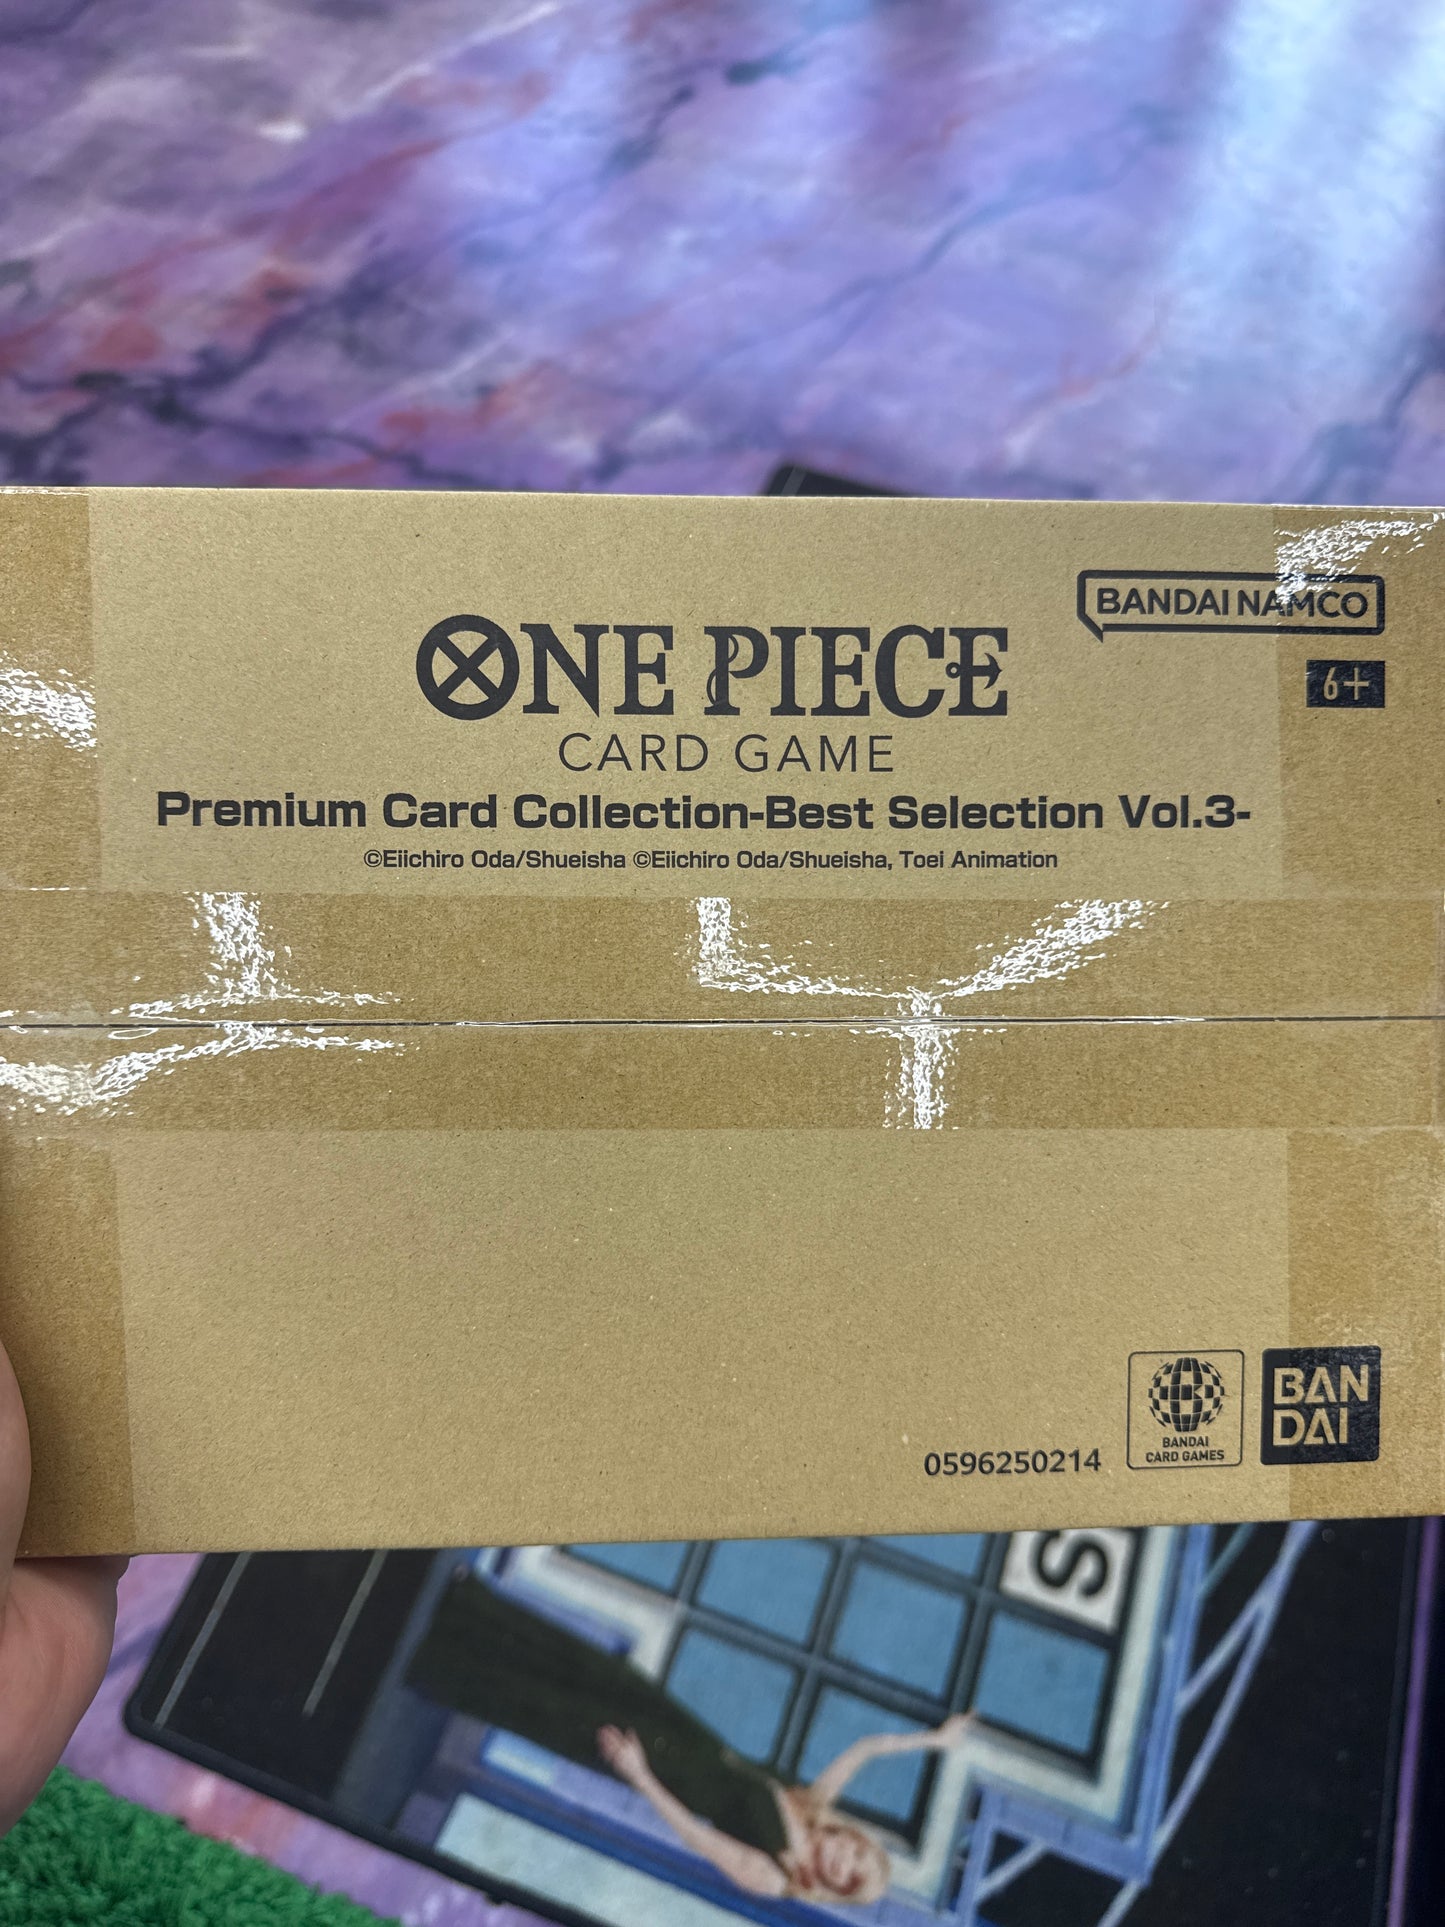 BANDAI NAMCO
ONE PIECE
6+
CARD GAME
Premium Card Collection-Best Selection Vol.3-
©Eiichiro Oda/Shueisha ©Eiichiro Oda/Shueisha, Toei Animation
0596250214
BANDAI
CARD GAMES
BAN
DAI
S